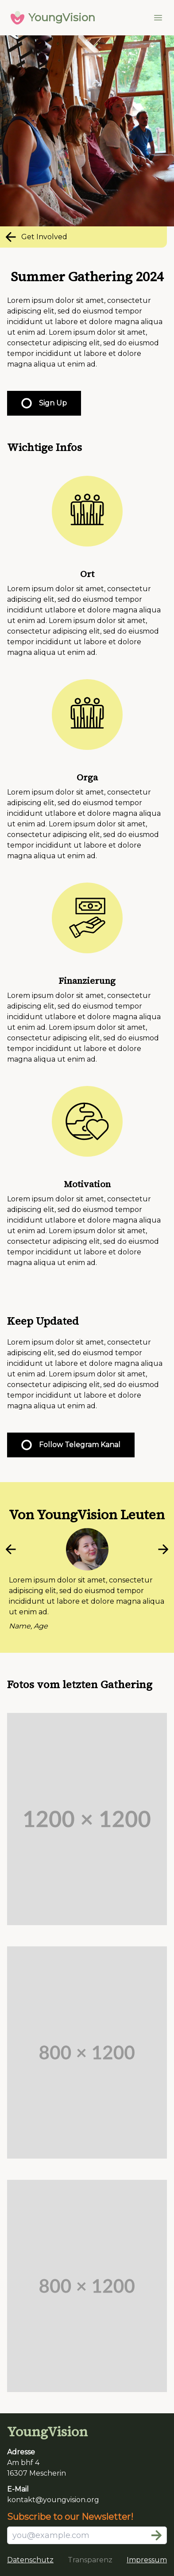 YoungVision
Get Involved
Summer Gathering 2024
Lorem ipsum dolor sit amet, consectetur
adipiscing elit, sed do eiusmod tempor
incididunt ut labore et dolore magna aliqua
ut enim ad. Lorem ipsum dolor sit amet,
consectetur adipiscing elit, sed do eiusmod
tempor incididunt ut labore et dolore
magna aliqua ut enim ad.
Sign Up
Wichtige Infos
Ort
Lorem ipsum dolor sit amet, consectetur
adipiscing elit, sed do eiusmod tempor
incididunt utlabore et dolore magna aliqua
ut enim ad. Lorem ipsum dolor sit amet,
consectetur adipiscing elit, sed do eiusmod
tempor incididunt ut labore et dolore
magna aliqua ut enim ad.
Orga
Lorem ipsum dolor sit amet, consectetur
adipiscing elit, sed do eiusmod tempor
incididunt utlabore et dolore magna aliqua
ut enim ad. Lorem ipsum dolor sit amet,
consectetur adipiscing elit, sed do eiusmod
tempor incididunt ut labore et dolore
magna aliqua ut enim ad.
Finanzierung
Lorem ipsum dolor sit amet, consectetur
adipiscing elit, sed do eiusmod tempor
incididunt utlabore et dolore magna aliqua
ut enim ad. Lorem ipsum dolor sit amet,
consectetur adipiscing elit, sed do eiusmod
tempor incididunt ut labore et dolore
magna aliqua ut enim ad.
Motivation
Lorem ipsum dolor sit amet, consectetur
adipiscing elit, sed do eiusmod tempor
incididunt utlabore et dolore magna aliqua
ut enim ad. Lorem ipsum dolor sit amet,
consectetur adipiscing elit, sed do eiusmod
tempor incididunt ut labore et dolore
magna aliqua ut enim ad.
Keep Updated
Lorem ipsum dolor sit amet, consectetur
adipiscing elit, sed do eiusmod tempor
incididunt ut labore et dolore magna aliqua
ut enim ad. Lorem ipsum dolor sit amet,
consectetur adipiscing elit, sed do eiusmod
tempor incididunt ut labore et dolore
magna aliqua ut enim ad.
Follow Telegram Kanal
Von YoungVision Leuten
Lorem ipsum dolor sit amet, consectetur
adipiscing elit, sed do eiusmod tempor
incididunt ut labore et dolore magna aliqua
ut enim ad.
Name, Age
Fotos vom letzten Gathering
1200 × 1200
800 × 1200
800 × 1200
YoungVision
Adresse
Am bhf 4
16307 Mescherin
E-Mail
kontakt@youngvision.org
Subscribe to our Newsletter!
you@example.com
Datenschutz Transparenz Impressum